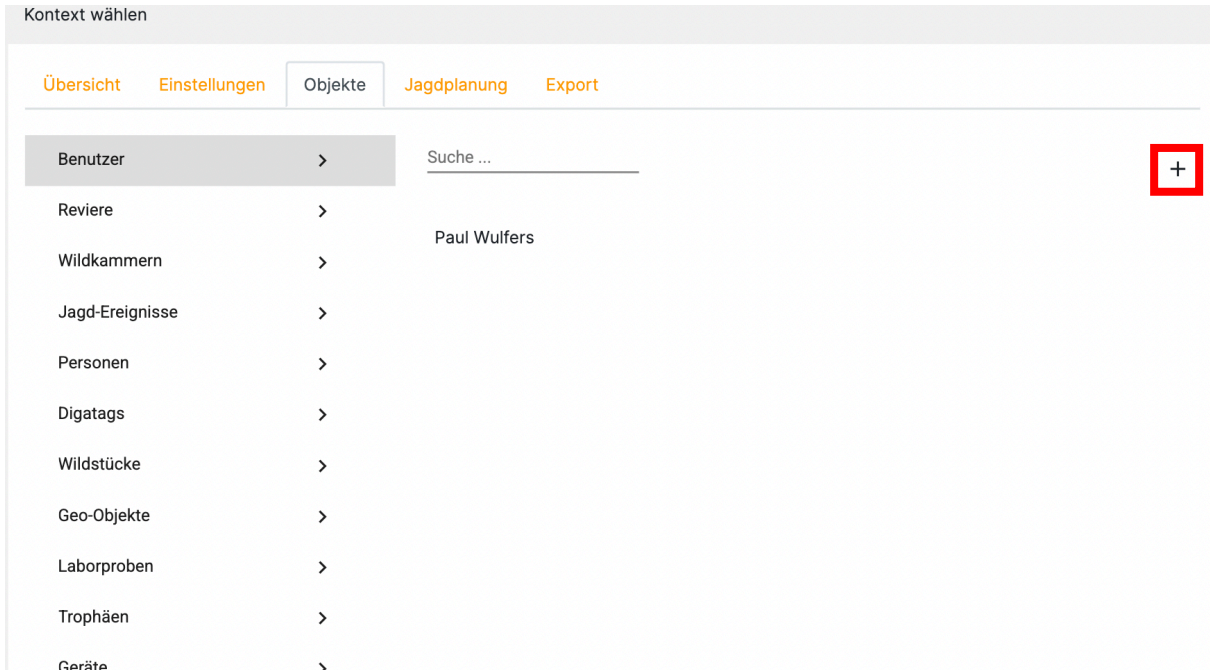 Kontext wählen
Übersicht Einstellungen Objekte Jagdplanung Export
Benutzer
Reviere
Wildkammern
Jagd-Ereignisse
Personen
Digatags
Wildstücke
Geo-Objekte
Laborproben
Trophäen
Geräte
Suche ...
+
Paul Wulfers